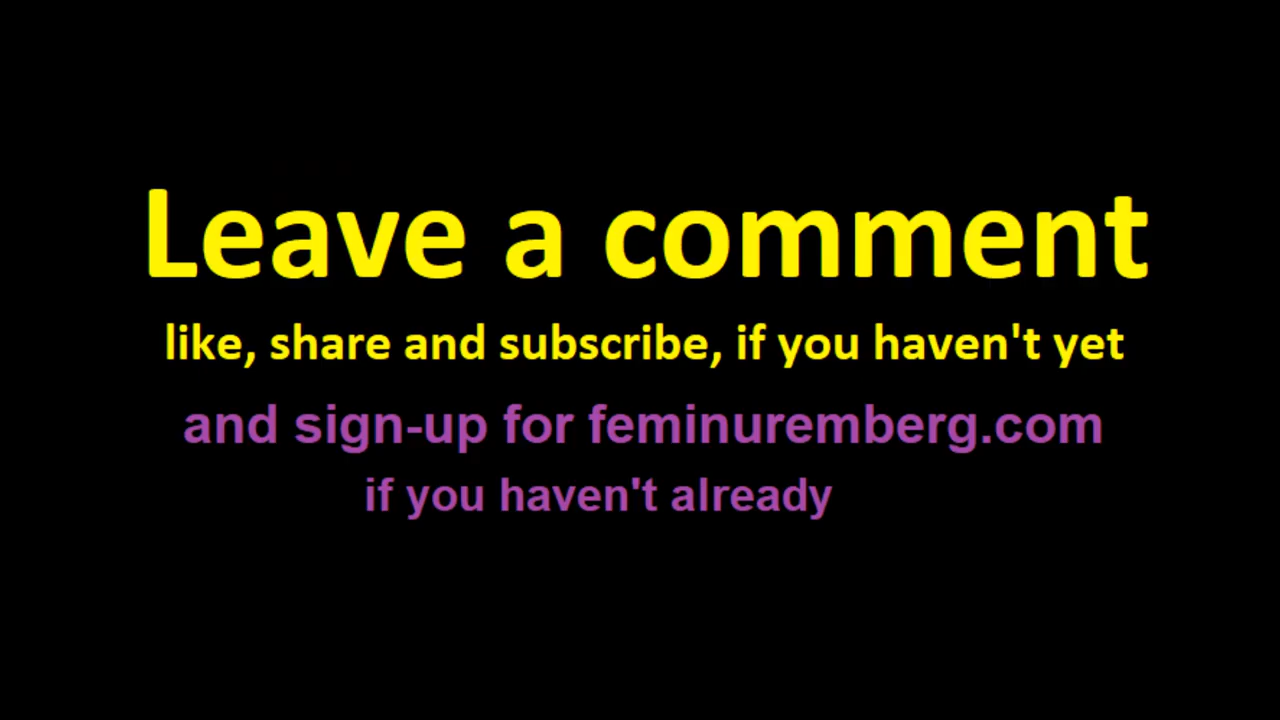 Leave a comment
like, share and subscribe, if you haven't yet
and sign-up for feminuremberg.com
if you haven't already